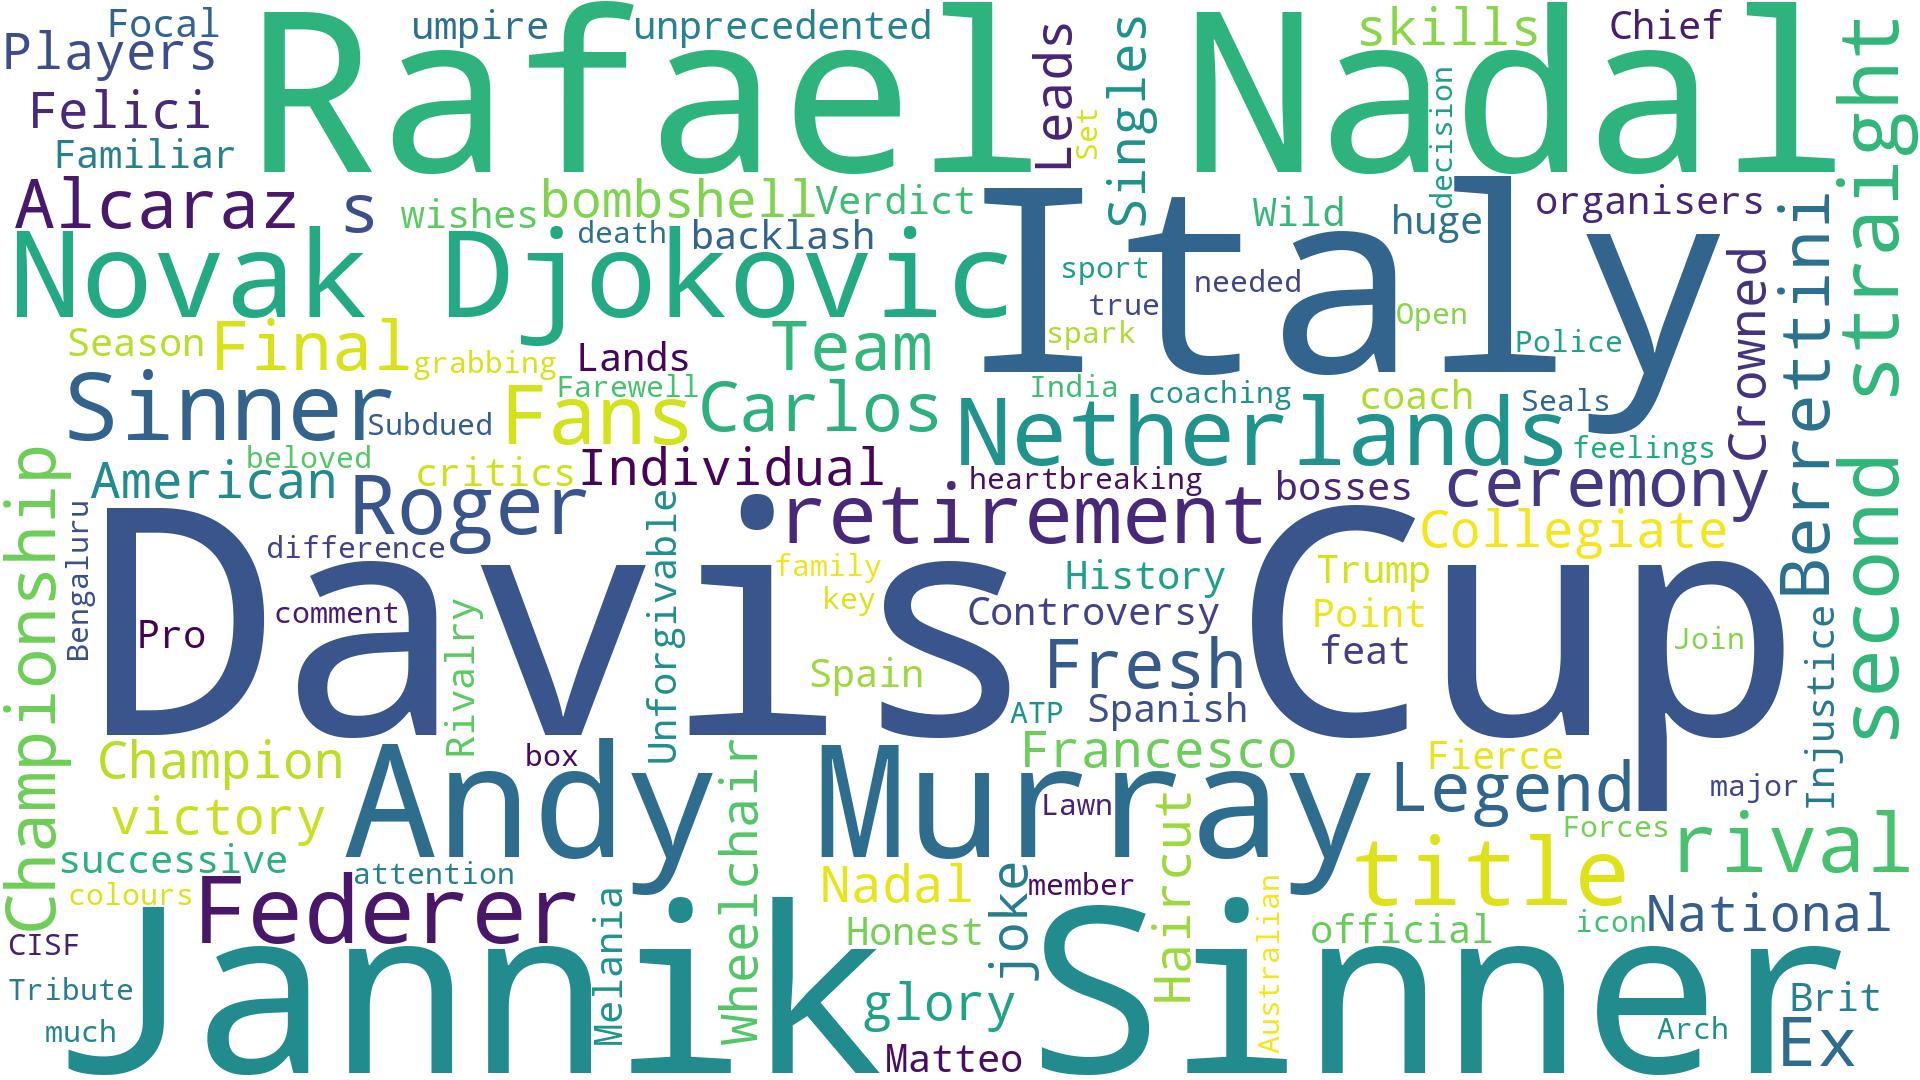 Focal
umpire
unprecedented
Rafael Nadal
Leads
Singles
skills
Chief
straight
Players
Felici
Familiar
Set
decision
Alcaraz
s
wishes
bombshell
Verdict
Italy
Wild
huge
organisers
Berrettini
Novak Djokovic
death
backlash
sport
needed
true
Open
spark
Police
Crowned
Season
Final
grabbing
Lands
Team
Sinner
Farewell
Fans
Carlos
India
coaching
coach
Seals
Subdued
Netherlands
feelings
beloved
American
critics
Individual
heartbreaking
bosses
ceremony
Championship
Roger
retirement
Collegiate
second straight
Bengaluru
Davis Cup
difference
Unforgivable
family
History
Trump
key
comment
Controversy
Point
Pro
Rivalry
feat
Join
Fresh
Spain
Injustice
ATP
Spanish
Champion
box
Francesco
Fierce
Andy Murray
Wheelchair
Legend
major
victory
Lawn
Haircut
Forces
rival
successive
attention
title
colours
Federer
Nadal
joke
member
Australian
Melania
official
icon
National
CISF
Honest
Jannik Sinner
Tribute
glory
Brit
much
Arch
Ex
Matteo